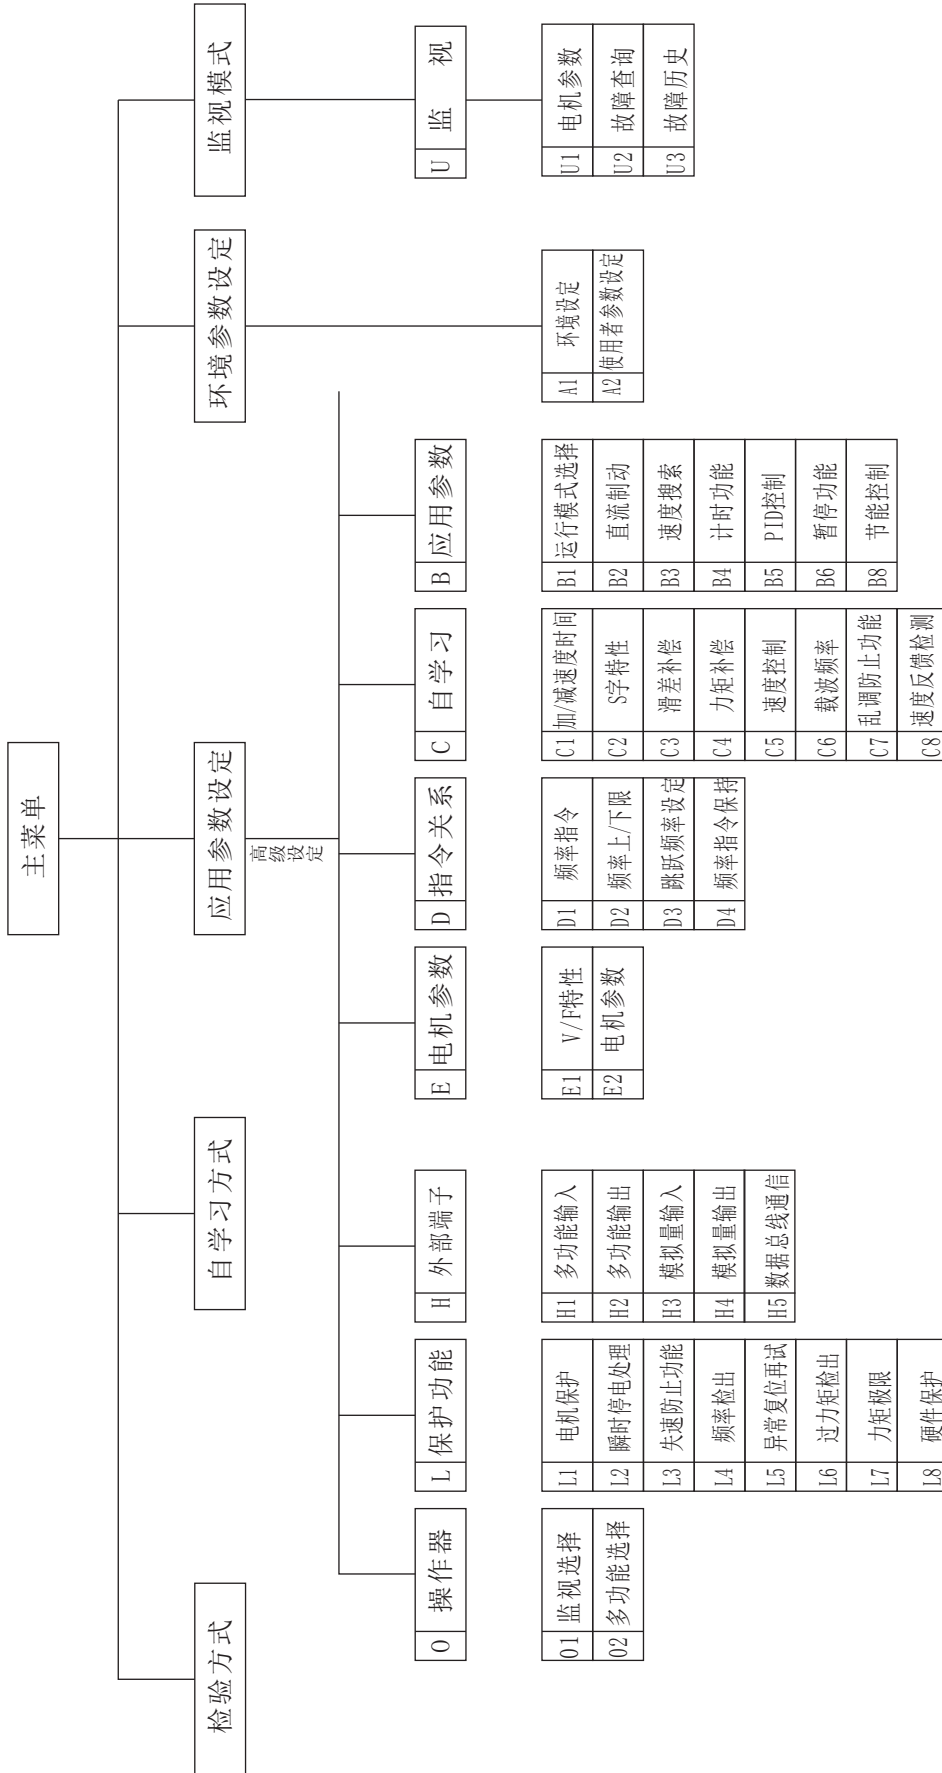 主菜单
检验方式
自学习方式
应用参数设定
环境参数设定
监视模式
高级
设定
O 操作器
L 保护功能
H 外部端子
E 电机参数
D 指令关系
C 自学习
B 应用参数
U 监 视
O1 监视选择
O2 多功能选择
L1 电机保护
L2 瞬时停电处理
L3 失速防止功能
L4 频率检出
L5 异常复位再试
L6 过力矩检出
L7 力矩极限
L8 硬件保护
H1 多功能输入
H2 多功能输出
H3 模拟量输入
H4 模拟量输出
H5 数据总线通信
E1 V/F特性
E2 电机参数
D1 频率指令
D2 频率上/下限
D3 跳跃频率设定
D4 频率指令保持
C1 加/减速度时间
C2 S字特性
C3 滑差补偿
C4 力矩补偿
C5 速度控制
C6 载波频率
C7 乱调防止功能
C8 速度反馈检测
B1 运行模式选择
B2 直流制动
B3 速度搜索
B4 计时功能
B5 PID控制
B6 暂停功能
B8 节能控制
A1 环境设定
A2 使用者参数设定
U1 电机参数
U2 故障查询
U3 故障历史